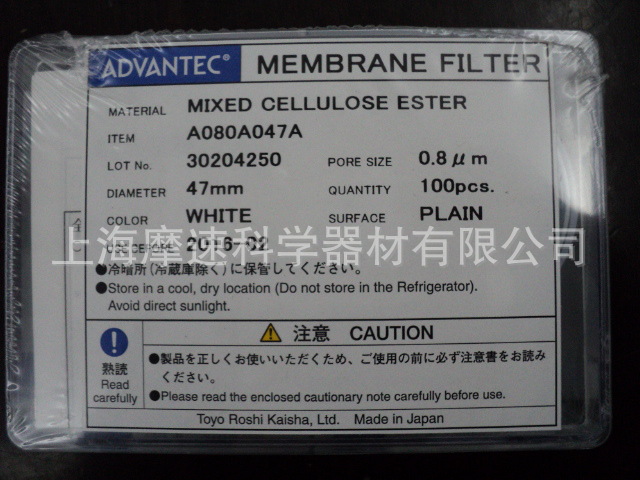 ADVANTEC® MEMBRANE FILTER
MATERIAL MIXED CELLULOSE ESTER
ITEM A080A047A
LOT No. 30204250 PORE SIZE 0.8μm
DIAMETER 47mm QUANTITY 100pcs.
COLOR WHITE SURFACE PLAIN
USE BEFORE 2016-02
上海摩速科学器材有限公司
●冷暗所(冷蔵庫除く)に保管してください。
●Store in a cool, dry location (Do not store in the Refrigerator).
Avoid direct sunlight.
注意 CAUTION
熟読
Read
carefully
●製品を正しくお使いいただくため、ご使用の前に必ず注意書をお読み
ください。
●Please read the enclosed cautionary note carefully before use.
Toyo Roshi Kaisha, Ltd. Made in Japan